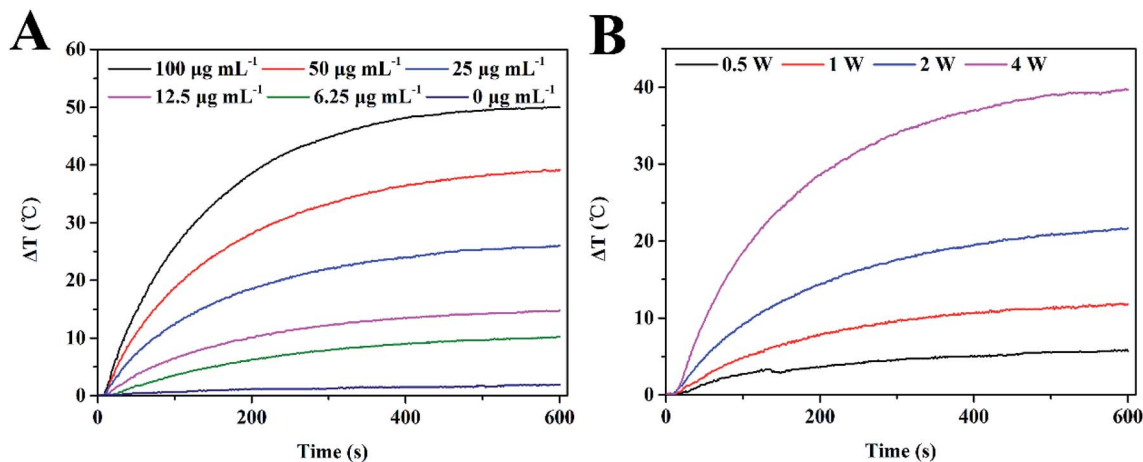 A
60
50
40
30
20
10
0
ΔT (℃)
100 μg mL⁻¹ 50 μg mL⁻¹ 25 μg mL⁻¹
12.5 μg mL⁻¹ 6.25 μg mL⁻¹ 0 μg mL⁻¹
0 200 400 600
Time (s)
B
40
30
20
10
0
ΔT (℃)
0.5 W 1 W 2 W 4 W
0 200 400 600
Time (s)